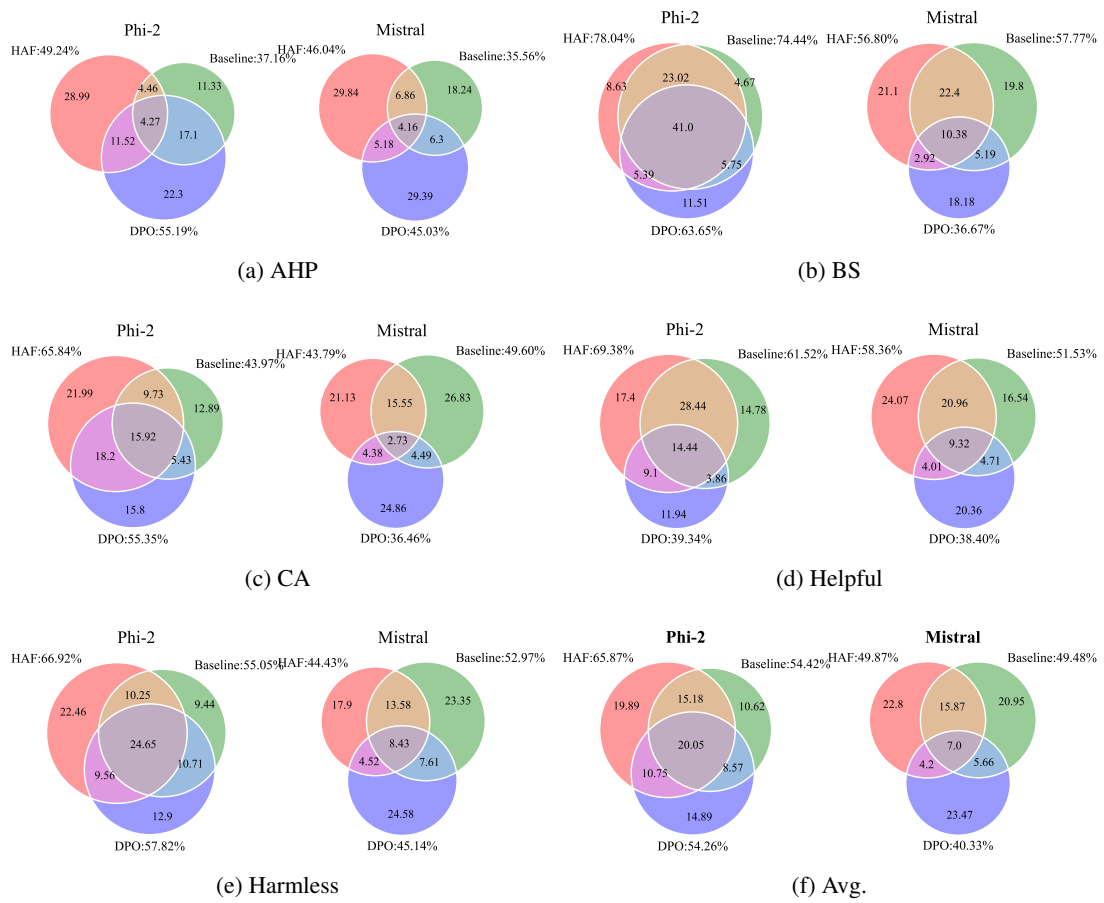 Phi-2
HAF:49.24%
Baseline:37.16%
4.46
11.33
28.99
4.27
17.1
11.52
22.3
DPO:55.19%
Mistral
HAF:46.04%
Baseline:35.56%
29.84
6.86
18.24
4.16
5.18
6.3
29.39
DPO:45.03%
(a) AHP
Phi-2
HAF:78.04%
Baseline:74.44%
8.63
23.02
4.67
41.0
5.39
5.75
11.51
DPO:63.65%
Mistral
HAF:56.80%
Baseline:57.77%
21.1
22.4
19.8
10.38
2.92
5.19
18.18
DPO:36.67%
(b) BS
Phi-2
HAF:65.84%
Baseline:43.97%
21.99
9.73
12.89
15.92
18.2
5.43
15.8
DPO:55.35%
Mistral
HAF:43.79%
Baseline:49.60%
21.13
15.55
26.83
2.73
4.38
4.49
24.86
DPO:36.46%
(c) CA
Phi-2
HAF:69.38%
Baseline:61.52%
17.4
28.44
14.78
14.44
9.1
3.86
11.94
DPO:39.34%
Mistral
HAF:58.36%
Baseline:51.53%
24.07
20.96
16.54
9.32
4.01
4.71
20.36
DPO:38.40%
(d) Helpful
Phi-2
HAF:66.92%
Baseline:55.05%
10.25
9.44
22.46
24.65
9.56
10.71
12.9
DPO:57.82%
Mistral
HAF:44.43%
Baseline:52.97%
17.9
13.58
23.35
8.43
4.52
7.61
24.58
DPO:45.14%
(e) Harmless
Phi-2
HAF:65.87%
Baseline:54.42%
19.89
15.18
10.62
20.05
10.75
8.57
14.89
DPO:54.26%
Mistral
HAF:49.87%
Baseline:49.48%
22.8
15.87
20.95
7.0
4.2
5.66
23.47
DPO:40.33%
(f) Avg.